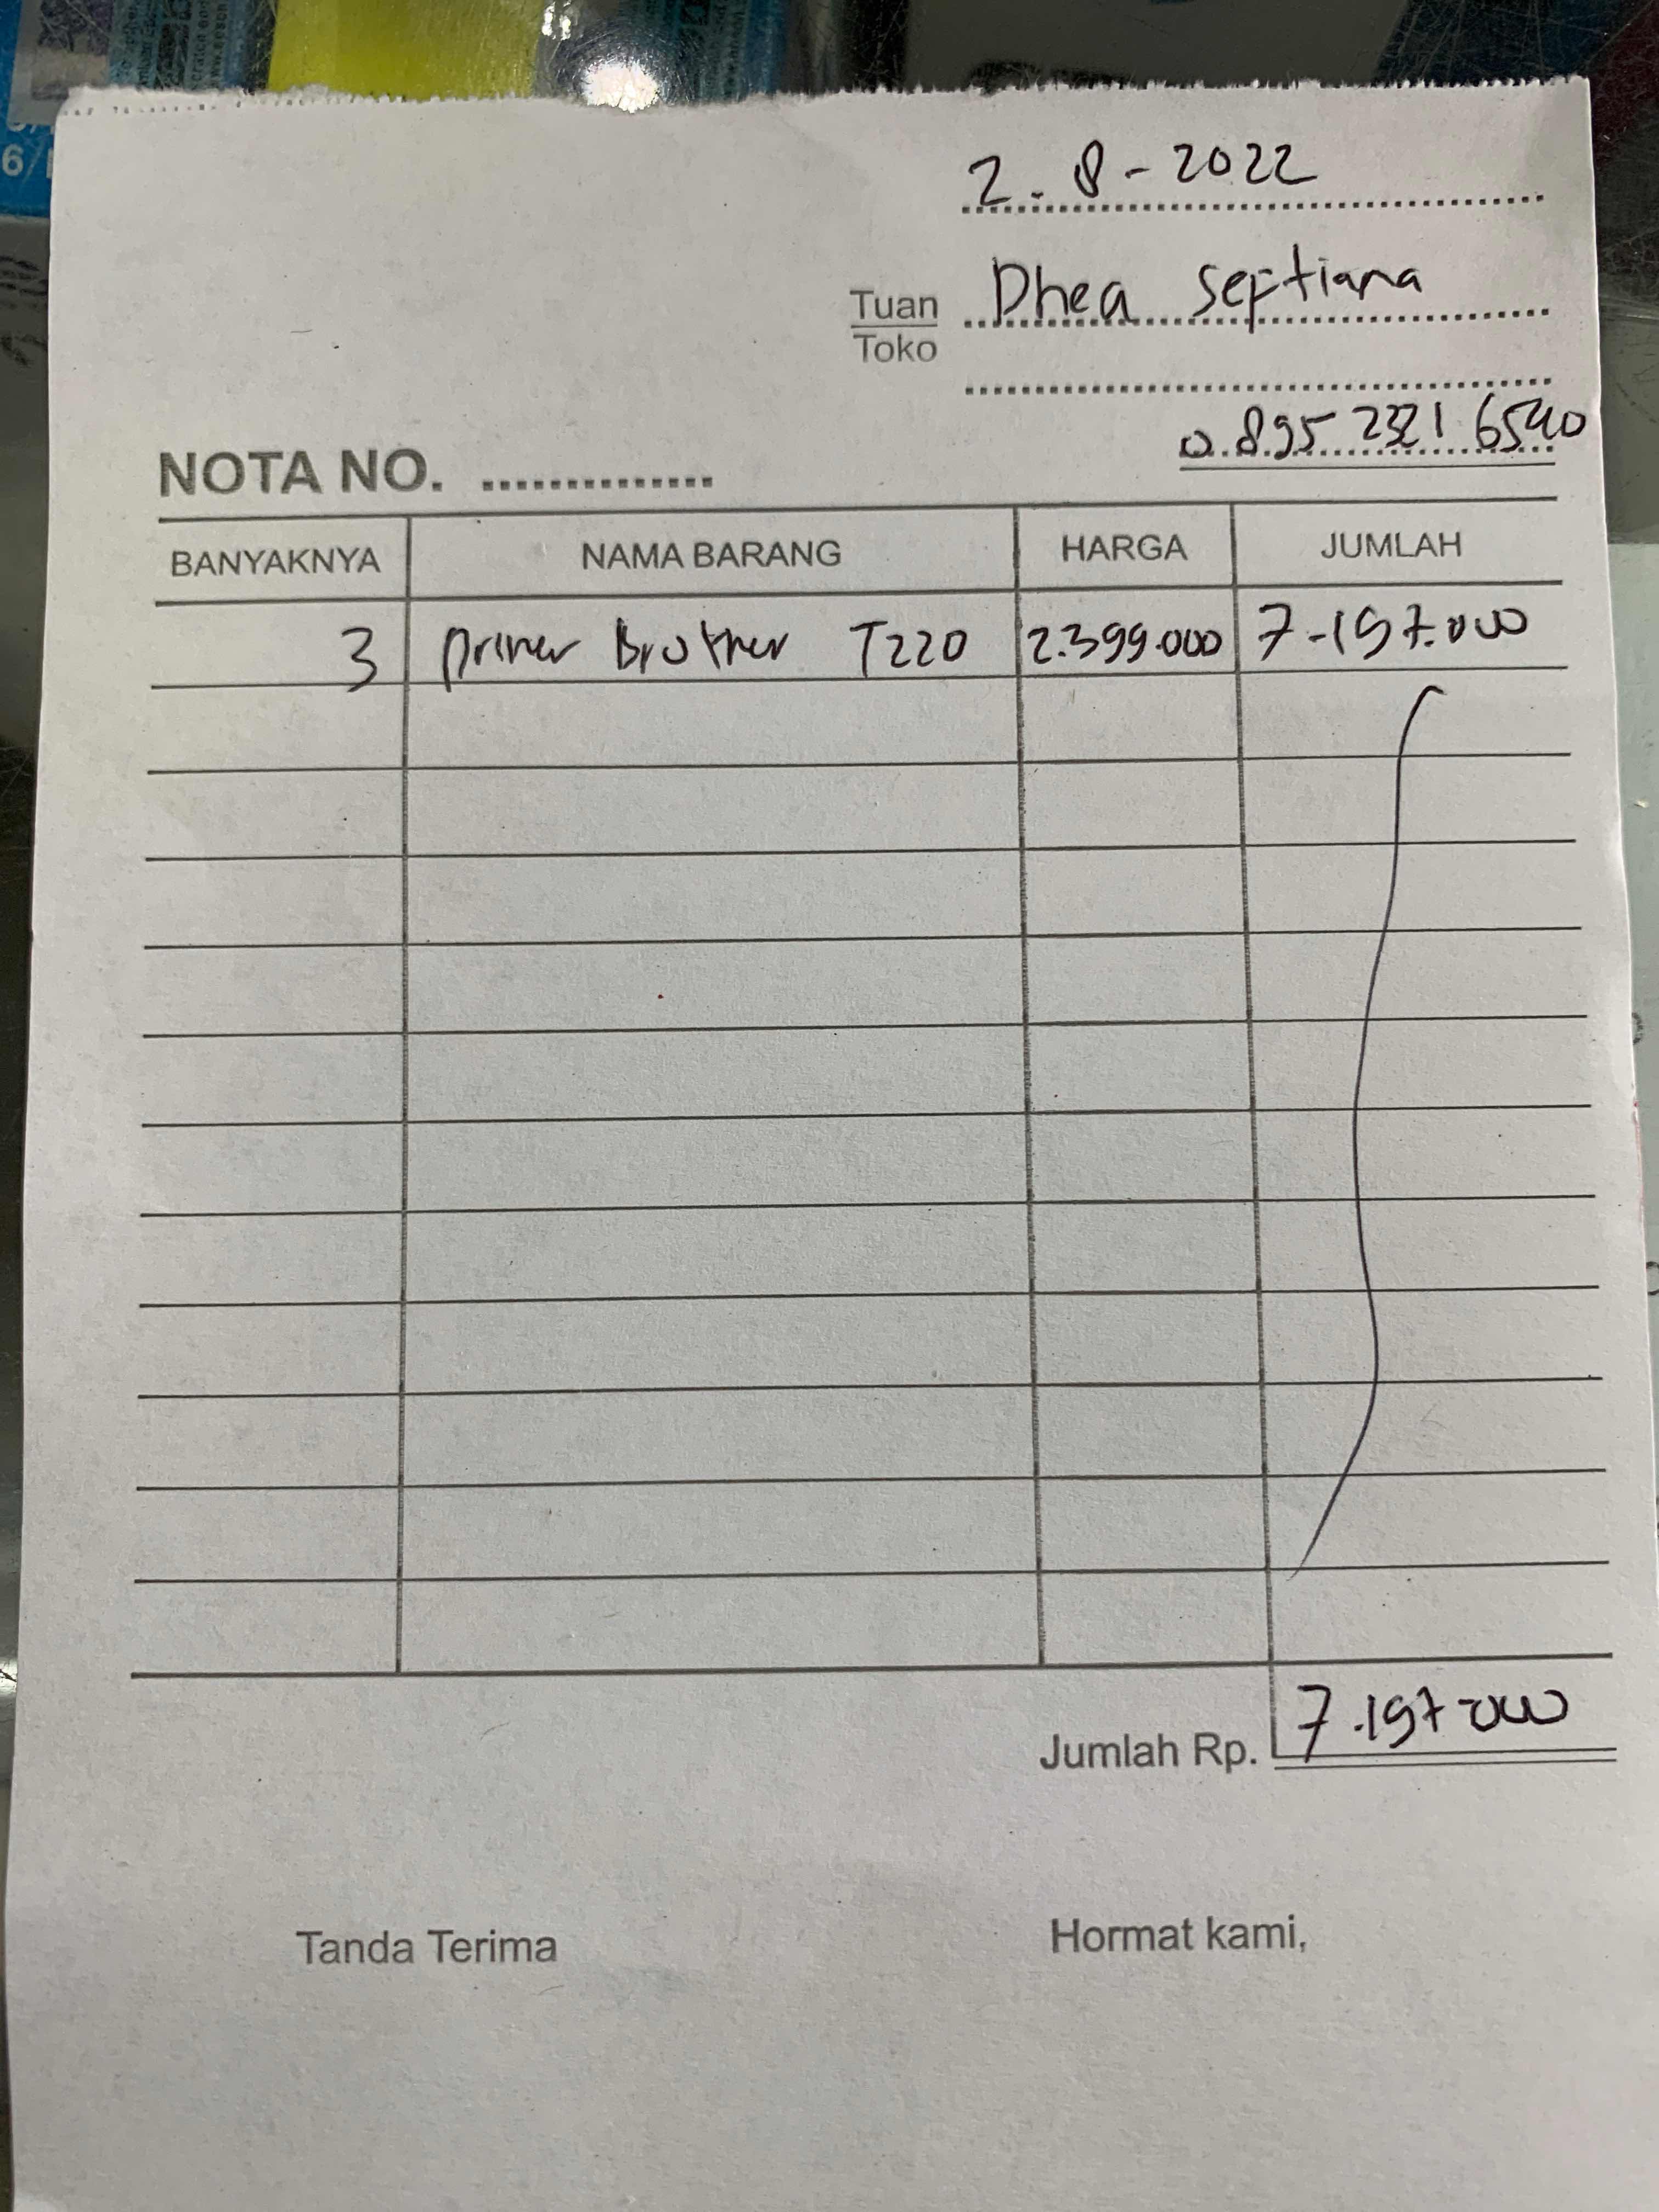 2-8-2022
Tuan Dhea Septiana
Toko
0895 2321 6540
NOTA NO. ..............
BANYAKNYA NAMA BARANG HARGA JUMLAH
3 Printer Brother T220 2.399.000 7.197.000
Jumlah Rp. 7.197.000
Tanda Terima Hormat kami,